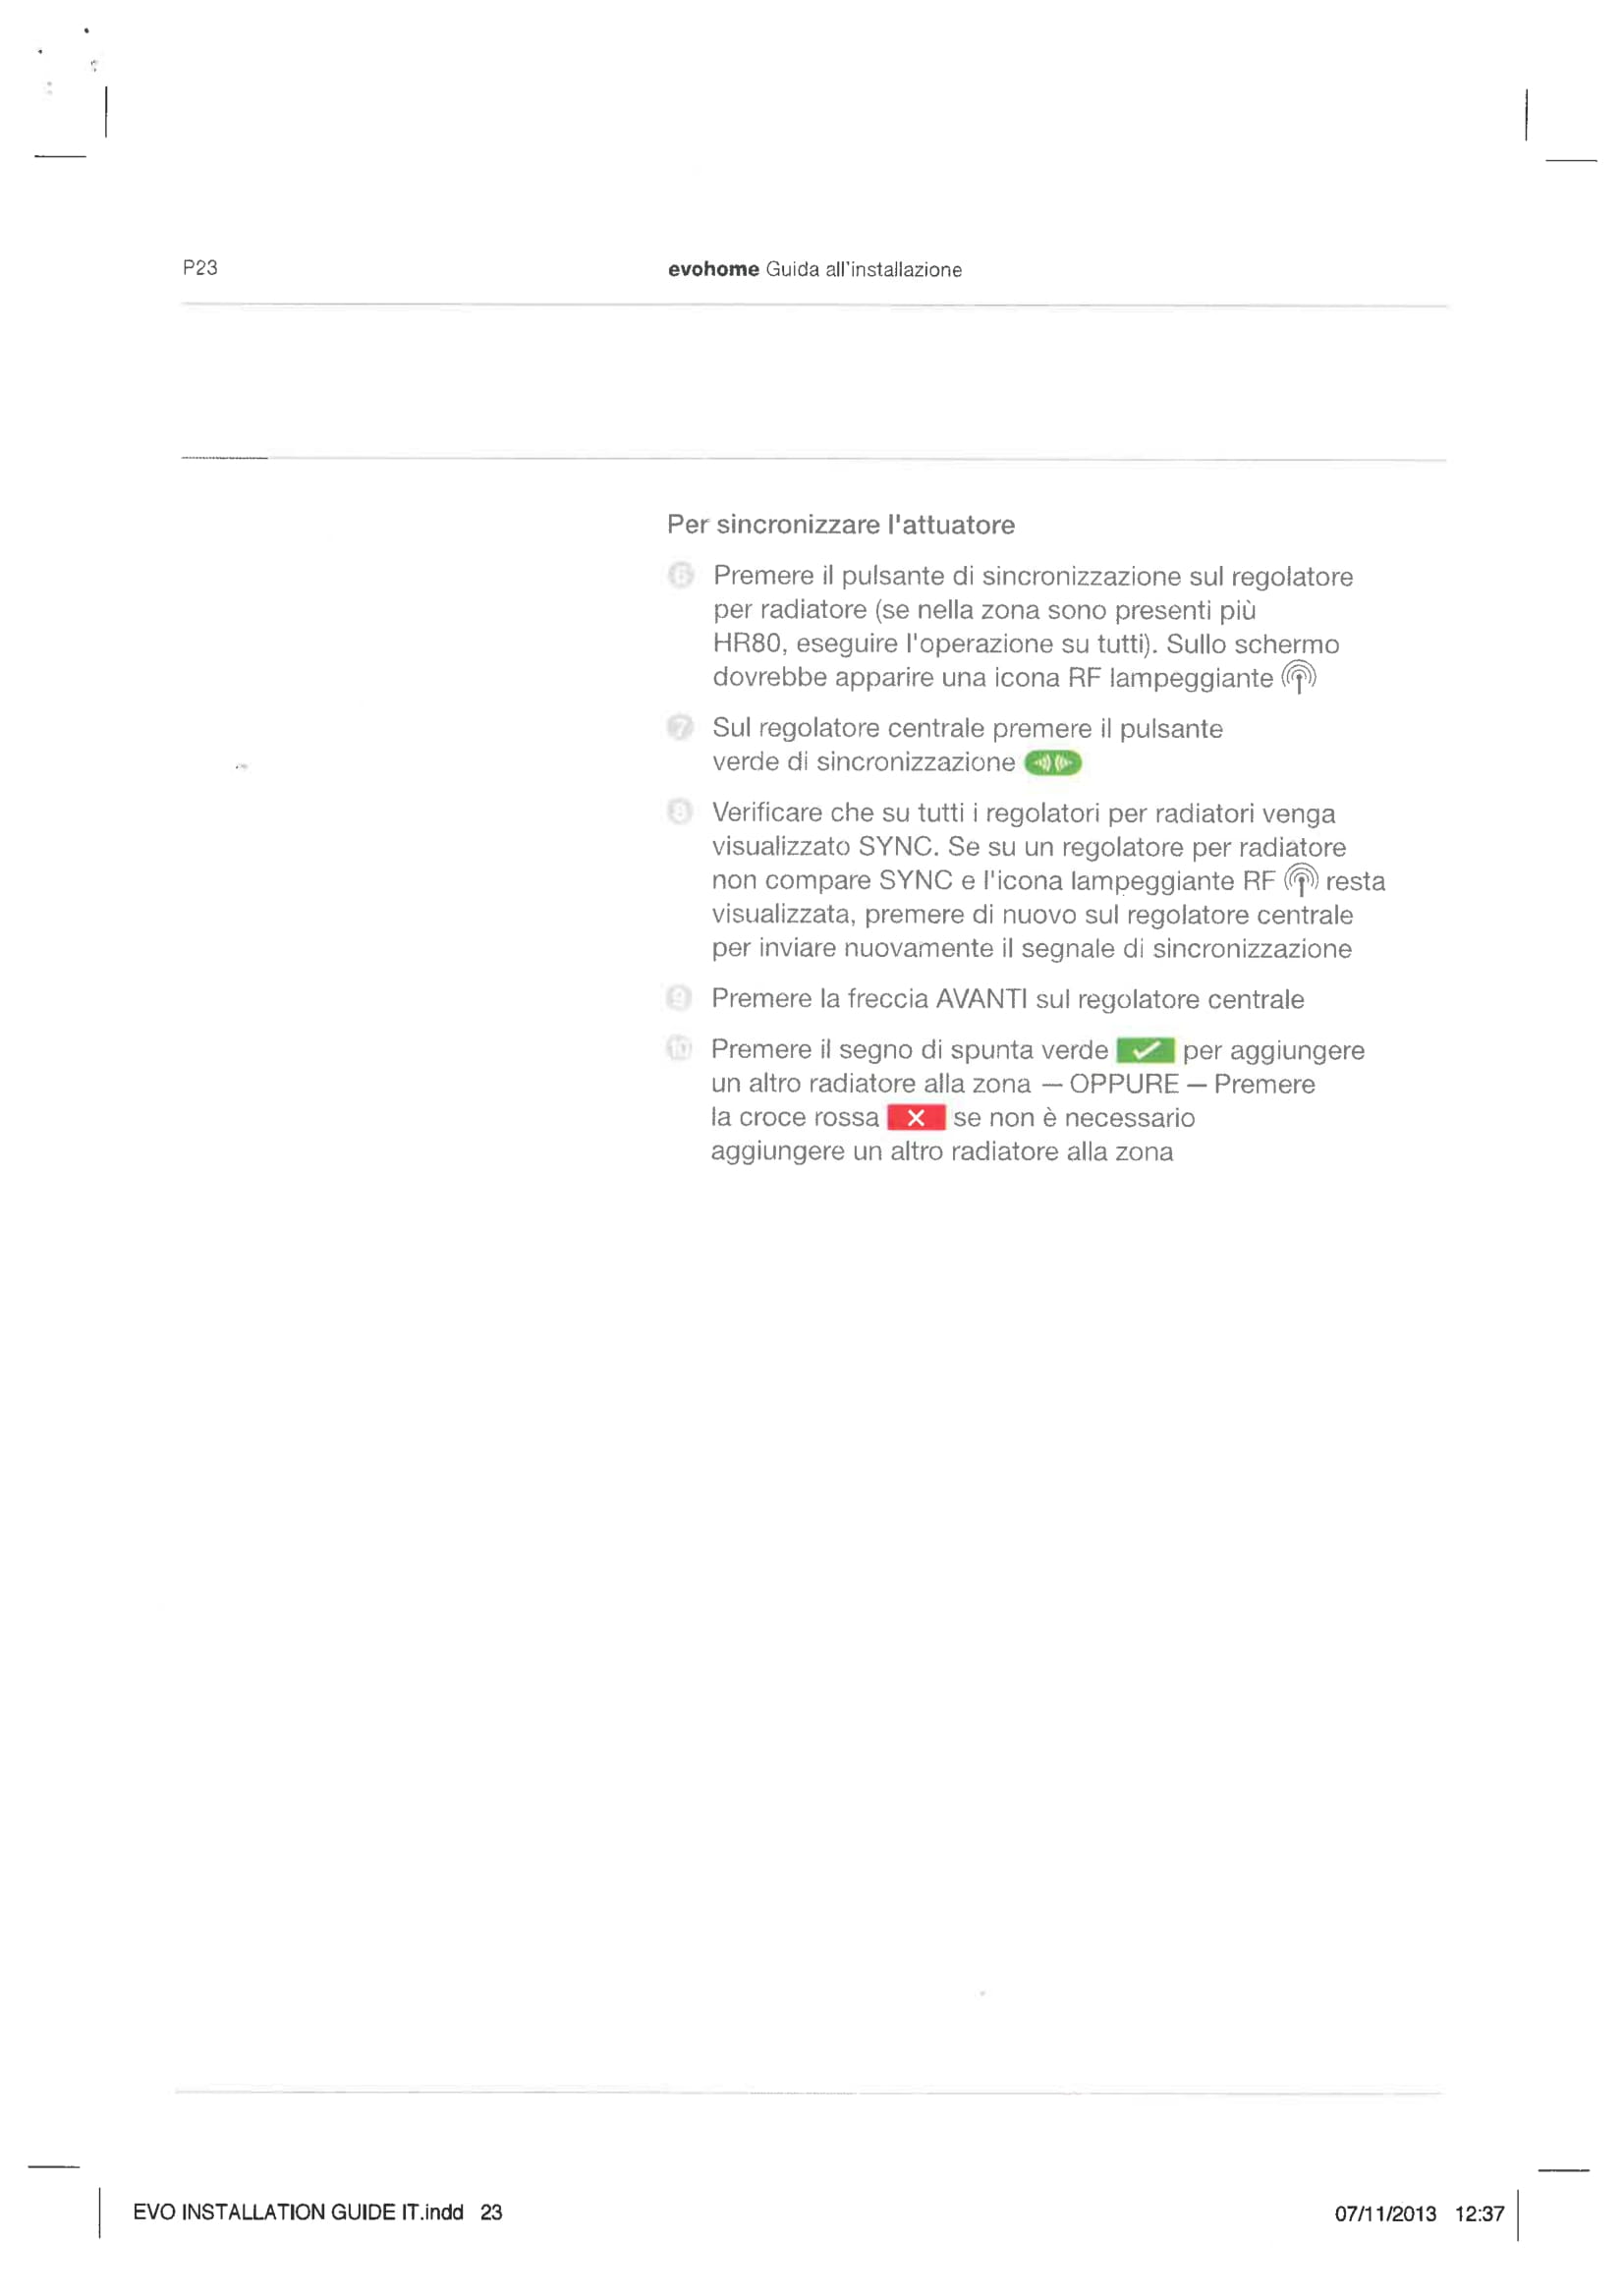 P23
evohome Guida all'installazione
Per sincronizzare l'attuatore
6 Premere il pulsante di sincronizzazione sul regolatore
per radiatore (se nella zona sono presenti più
HR80, eseguire l'operazione su tutti). Sullo schermo
dovrebbe apparire una icona RF lampeggiante
7 Sul regolatore centrale premere il pulsante
verde di sincronizzazione
8 Verificare che su tutti i regolatori per radiatori venga
visualizzato SYNC. Se su un regolatore per radiatore
non compare SYNC e l'icona lampeggiante RF resta
visualizzata, premere di nuovo sul regolatore centrale
per inviare nuovamente il segnale di sincronizzazione
9 Premere la freccia AVANTI sul regolatore centrale
10 Premere il segno di spunta verde per aggiungere
un altro radiatore alla zona — OPPURE — Premere
la croce rossa se non è necessario
aggiungere un altro radiatore alla zona
EVO INSTALLATION GUIDE IT.indd 23
07/11/2013 12:37